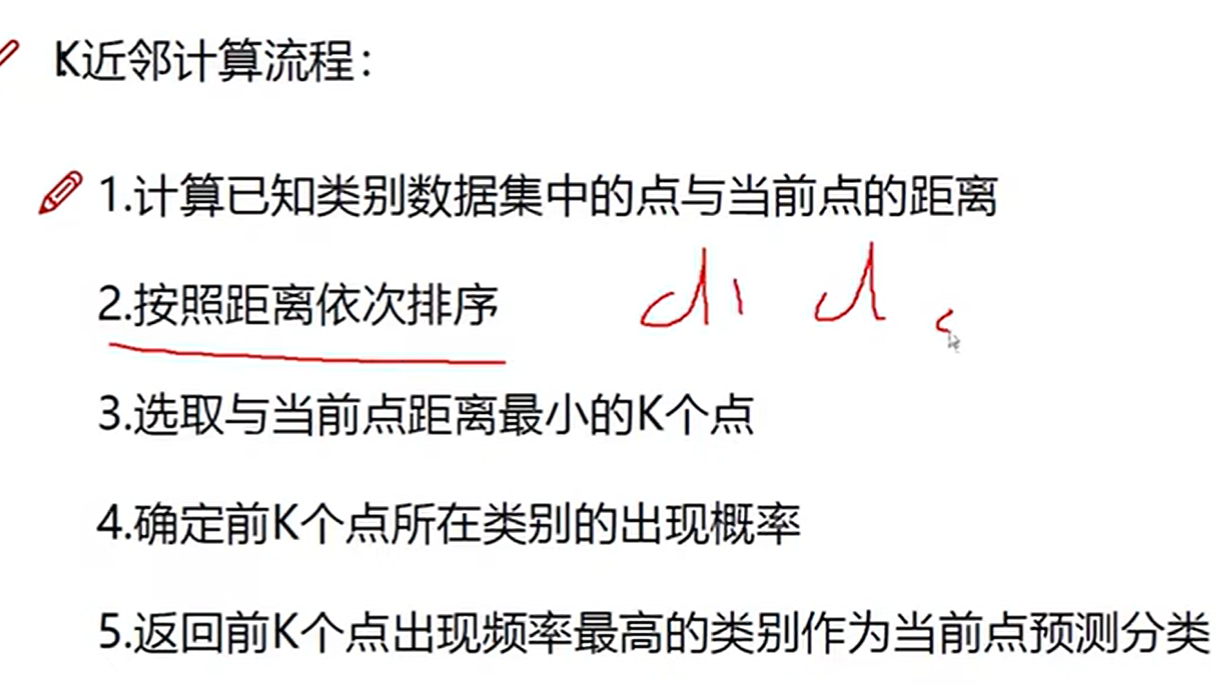 K近邻计算流程：
1.计算已知类别数据集中的点与当前点的距离
2.按照距离依次排序
d1 d
3.选取与当前点距离最小的K个点
4.确定前K个点所在类别的出现概率
5.返回前K个点出现频率最高的类别作为当前点预测分类